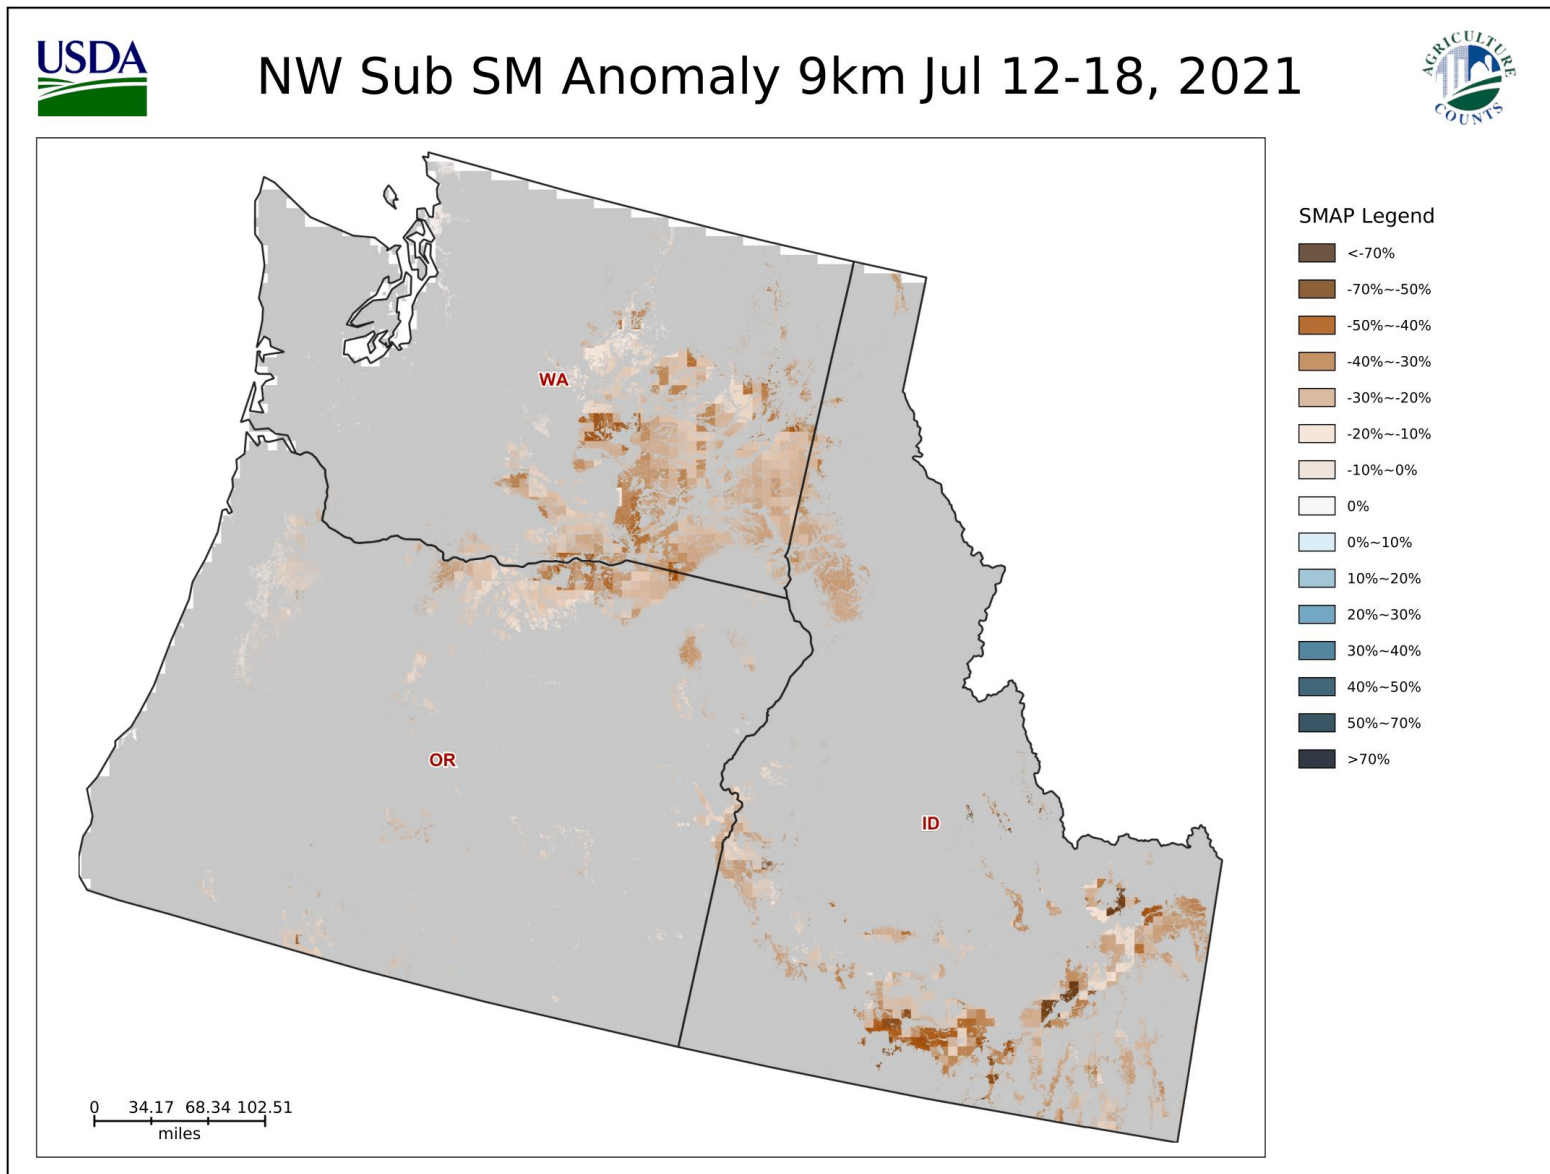 USDA
NW Sub SM Anomaly 9km Jul 12-18, 2021
AGRICULTURE
COUNTS
SMAP Legend
<-70%
-70%~-50%
-50%~-40%
-40%~-30%
-30%~-20%
-20%~-10%
-10%~0%
0%
0%~10%
10%~20%
20%~30%
30%~40%
40%~50%
50%~70%
>70%
WA
OR
ID
0 34.17 68.34 102.51
miles